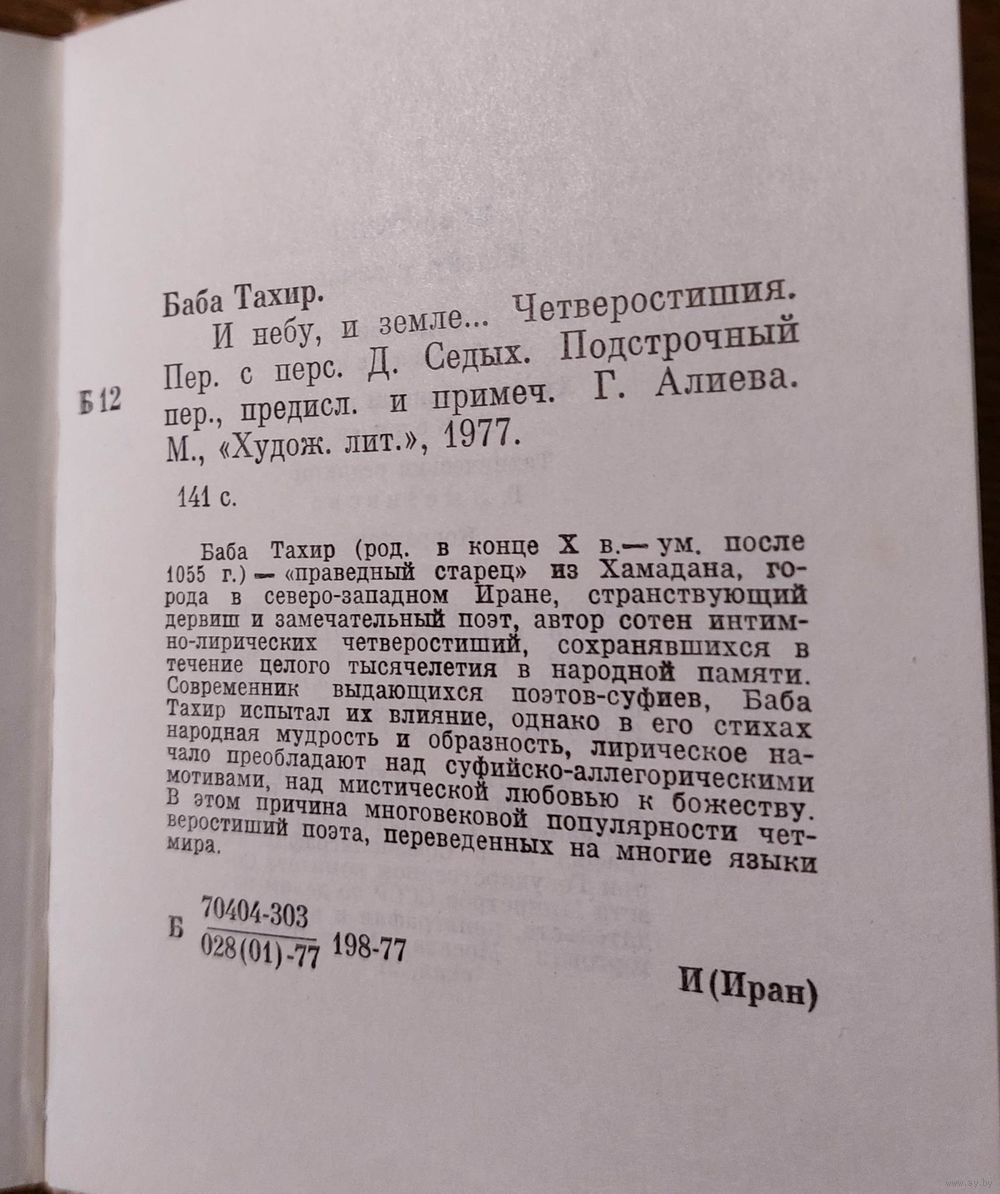 Баба Тахир.
И небу, и земле... Четверостишия.
Пер. с перс. Д. Седых. Подстрочный
Б 12
пер., предисл. и примеч. Г. Алиева.
М., «Худож. лит.», 1977.
141 с.
Баба Тахир (род. в конце X в.— ум. после
1055 г.) — «праведный старец» из Хамадана, го-
рода в северо-западном Иране, странствующий
дервиш и замечательный поэт, автор сотен интим-
но-лирических четверостиший, сохранявшихся в
течение целого тысячелетия в народной памяти.
Современник выдающихся поэтов-суфиев, Баба
Тахир испытал их влияние, однако в его стихах
народная мудрость и образность, лирическое на-
чало преобладают над суфийско-аллегорическими
мотивами, над мистической любовью к божеству.
В этом причина многовековой популярности чет-
веростиший поэта, переведенных на многие языки
мира.
70404-303
Б 198-77
028(01)-77
И (Иран)
www.ay.by